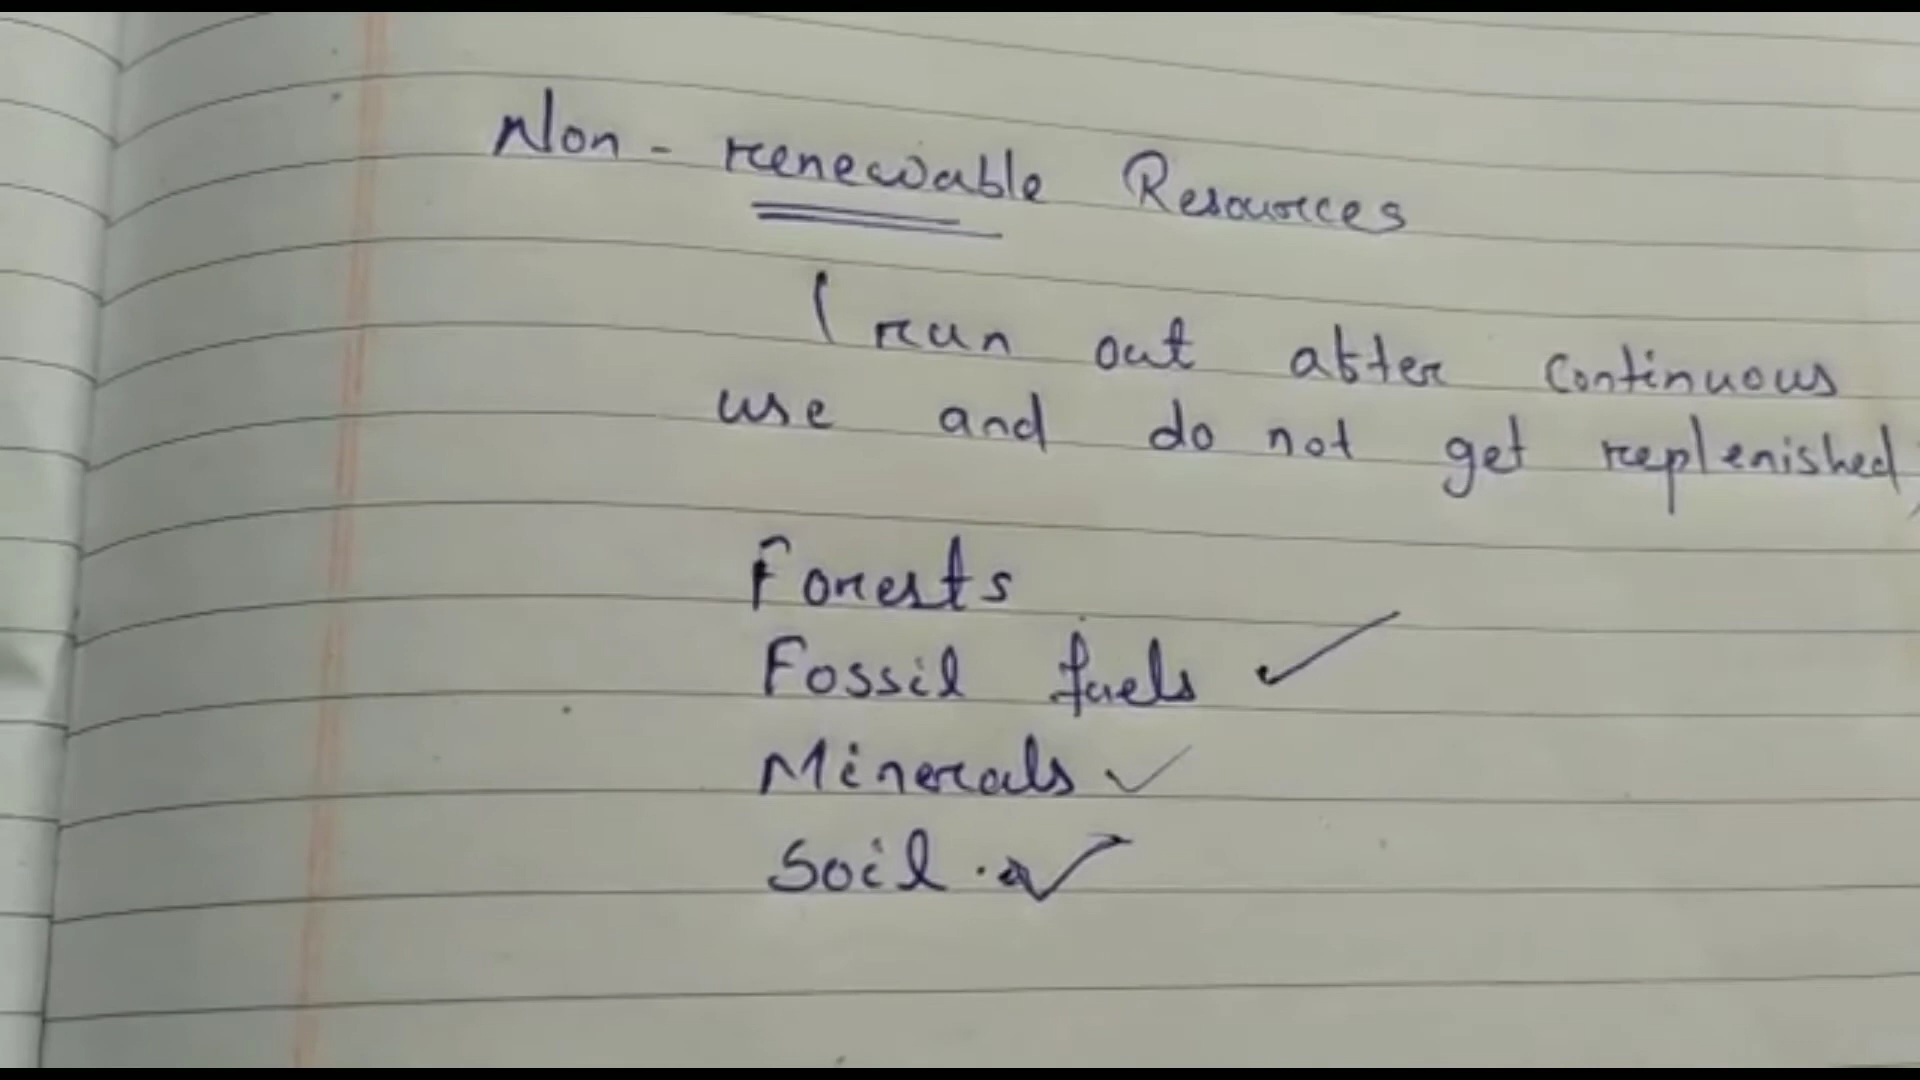 Non - renewable Resources
( run out after continuous
use and do not get replenished)
Forests
Fossil fuels ✓
Minerals ✓
Soil . ✓